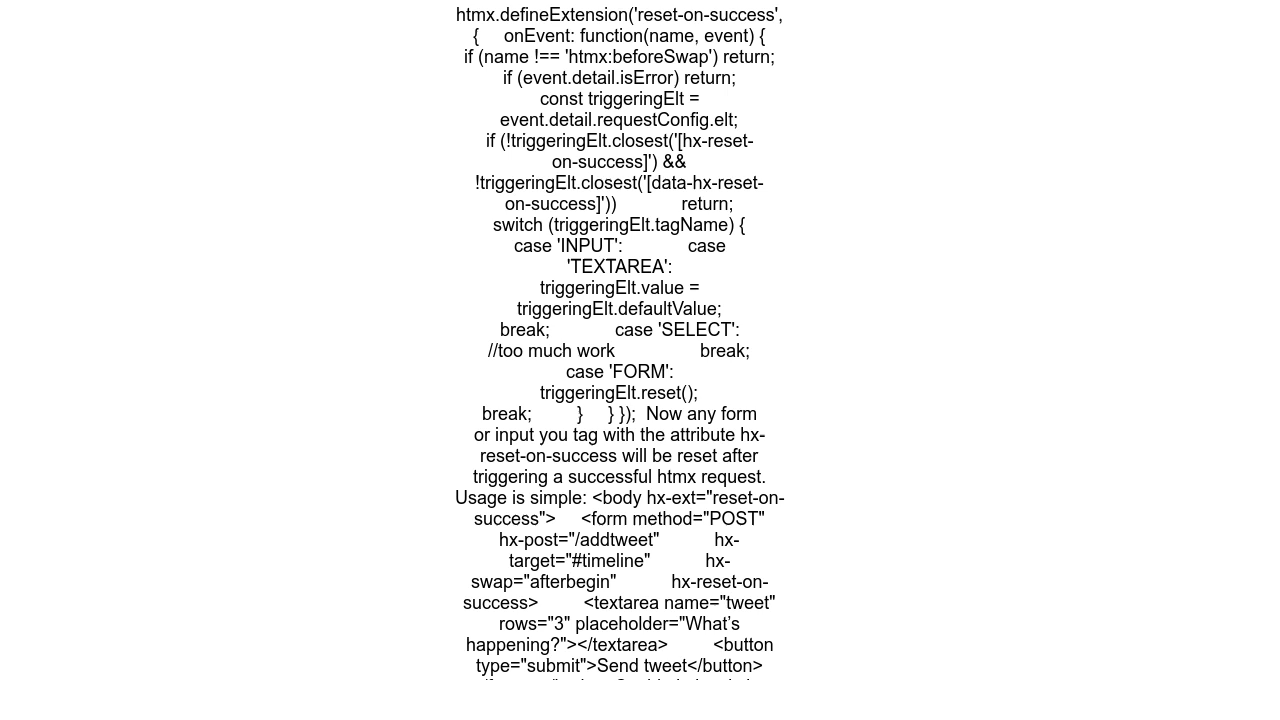 htmx.defineExtension('reset-on-success',
{     onEvent: function(name, event) {
if (name !== 'htmx:beforeSwap') return;
if (event.detail.isError) return;
const triggeringElt =
event.detail.requestConfig.elt;
if (!triggeringElt.closest('[hx-reset-
on-success]') &&
!triggeringElt.closest('[data-hx-reset-
on-success]'))             return;
switch (triggeringElt.tagName) {
case 'INPUT':             case
'TEXTAREA':
triggeringElt.value =
triggeringElt.defaultValue;
break;             case 'SELECT':
//too much work                 break;
case 'FORM':
triggeringElt.reset();
break;         }     } });  Now any form
or input you tag with the attribute hx-
reset-on-success will be reset after
triggering a successful htmx request.
Usage is simple: <body hx-ext="reset-on-
success">     <form method="POST"
hx-post="/addtweet"           hx-
target="#timeline"           hx-
swap="afterbegin"           hx-reset-on-
success>         <textarea name="tweet"
rows="3" placeholder="What's
happening?"></textarea>         <button
type="submit">Send tweet</button>